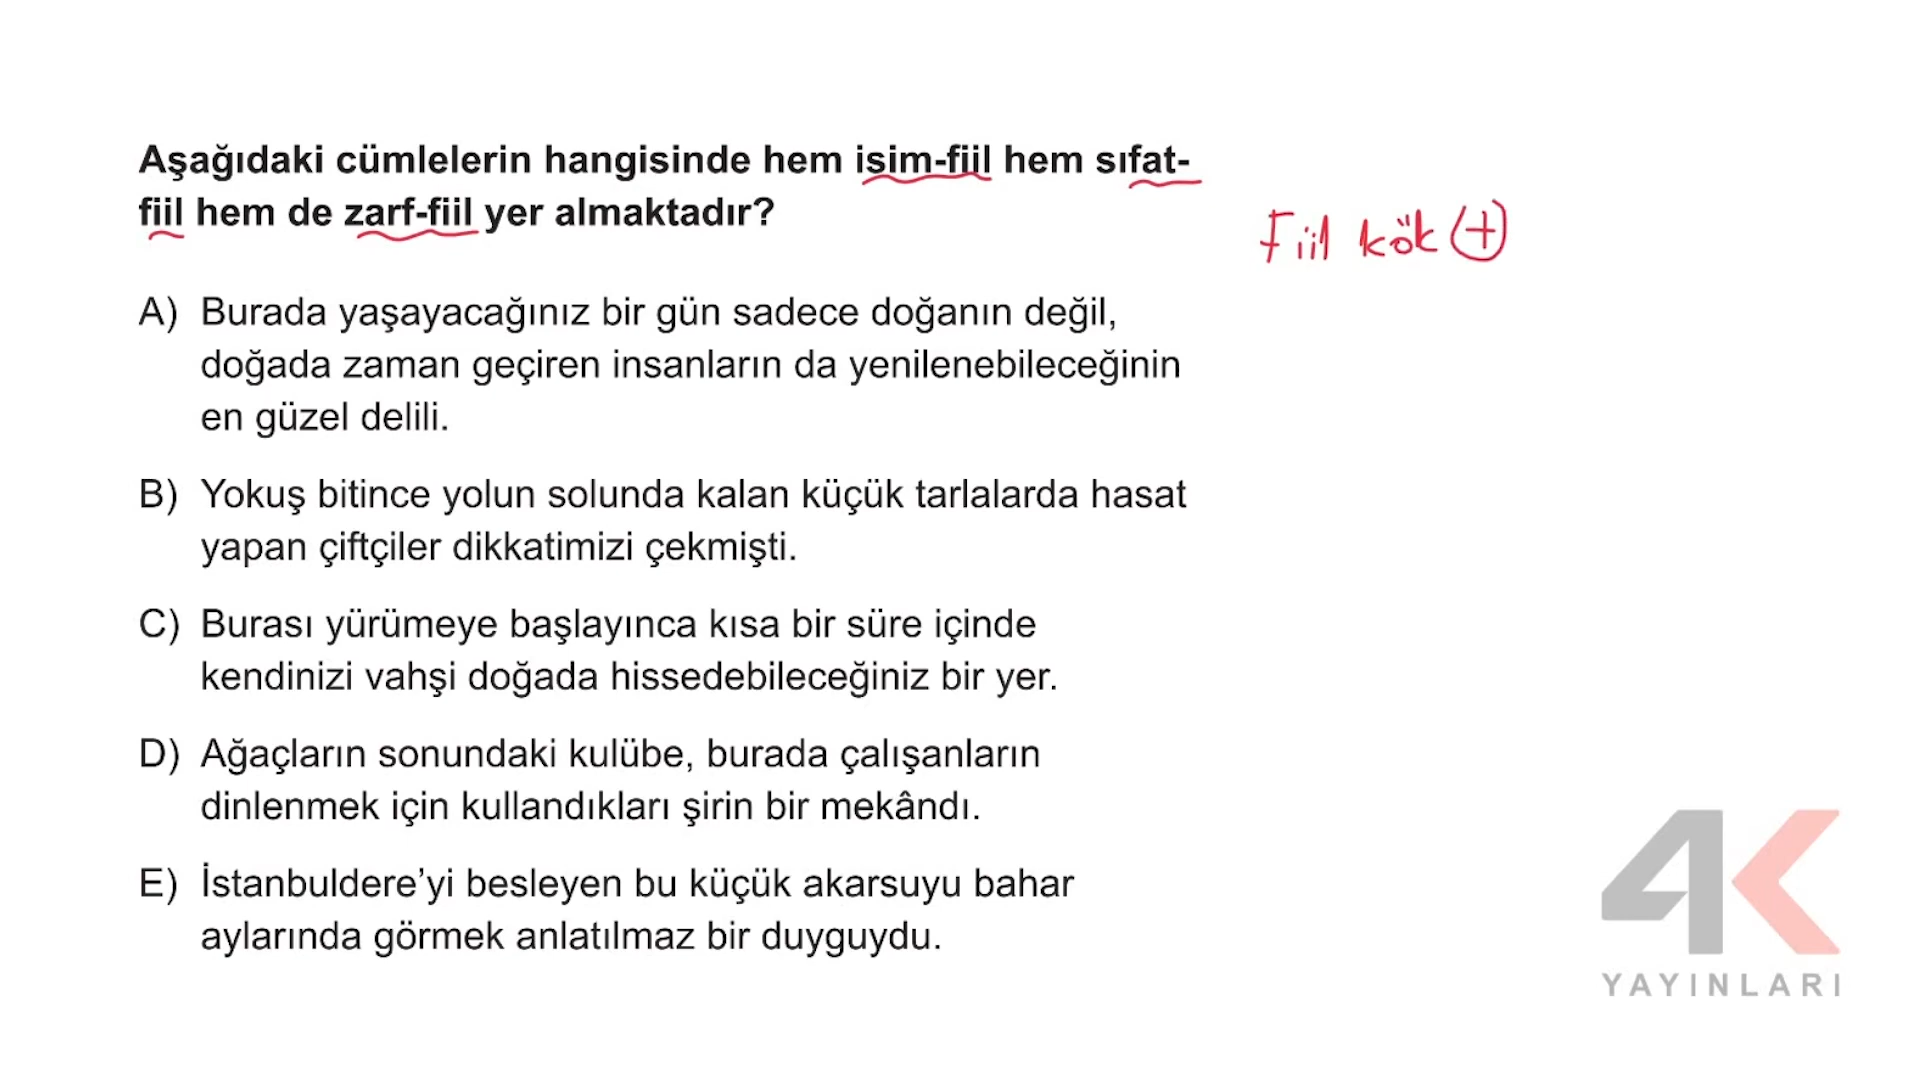 Aşağıdaki cümlelerin hangisinde hem isim-fiil hem sıfat-
fiil hem de zarf-fiil yer almaktadır?
Fiil kök (+)
A) Burada yaşayacağınız bir gün sadece doğanın değil,
doğada zaman geçiren insanların da yenilenebileceğinin
en güzel delili.
B) Yokuş bitince yolun solunda kalan küçük tarlalarda hasat
yapan çiftçiler dikkatimizi çekmişti.
C) Burası yürümeye başlayınca kısa bir süre içinde
kendinizi vahşi doğada hissedebileceğiniz bir yer.
D) Ağaçların sonundaki kulübe, burada çalışanların
dinlenmek için kullandıkları şirin bir mekândı.
E) İstanbuldere’yi besleyen bu küçük akarsuyu bahar
aylarında görmek anlatılmaz bir duyguydu.
4K
YAYINLARI